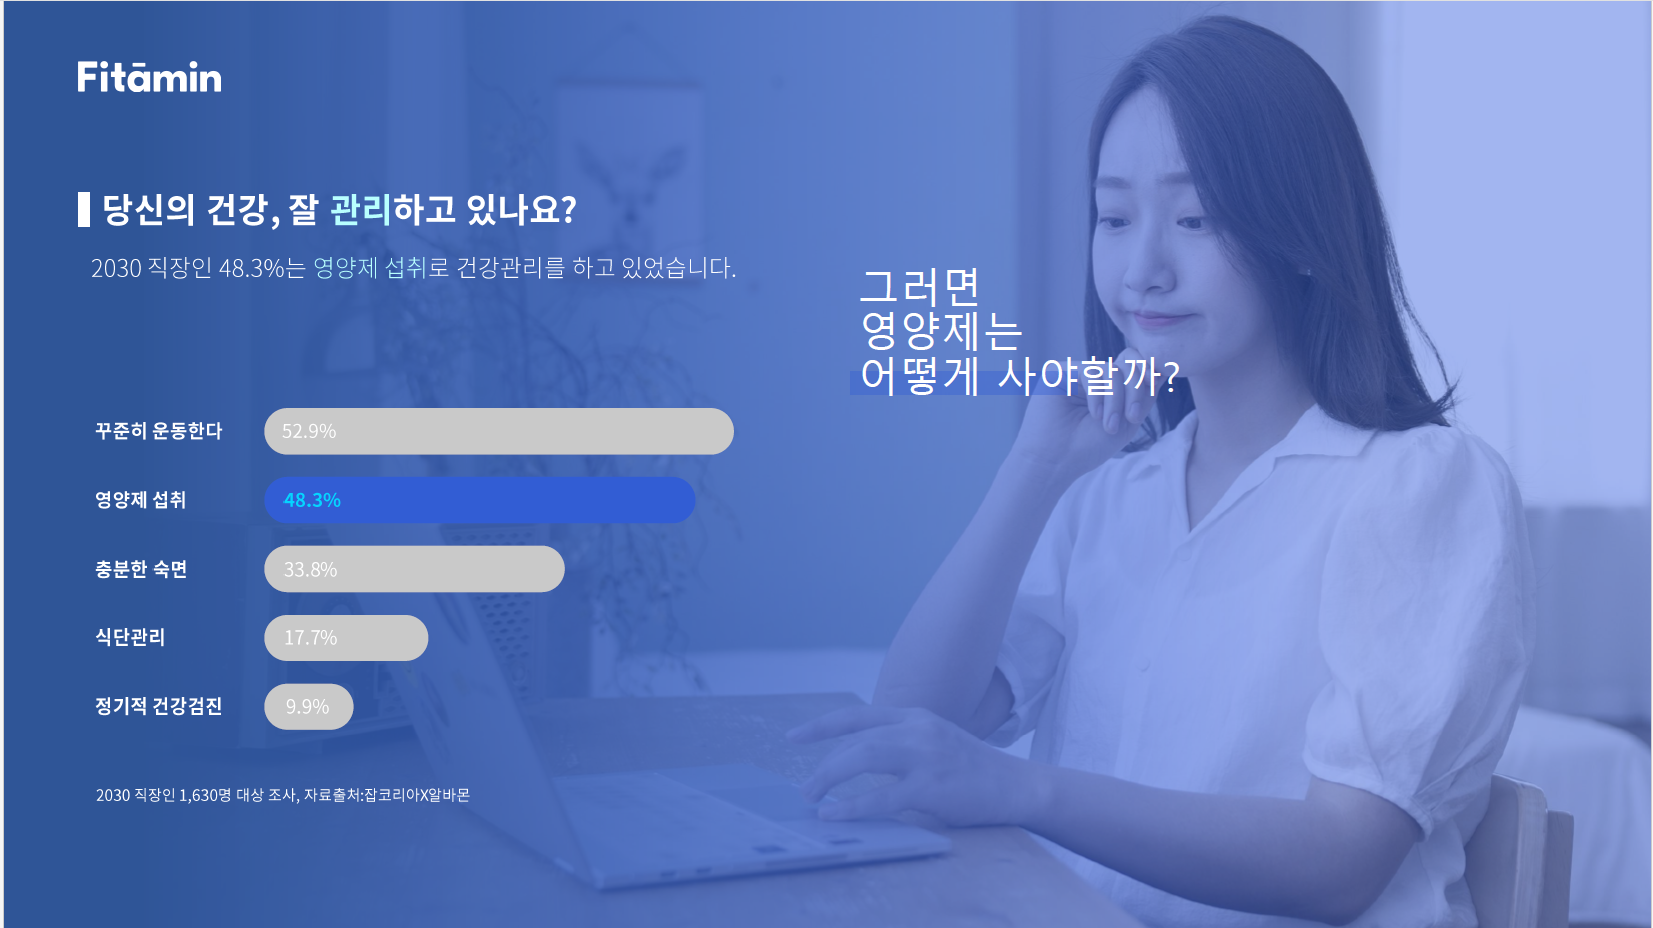 Fitāmin
당신의 건강, 잘 관리하고 있나요?
2030 직장인 48.3%는 영양제 섭취로 건강관리를 하고 있었습니다.
그러면
영양제는
어떻게 사야할까?
꾸준히 운동한다 52.9%
영양제 섭취 48.3%
충분한 숙면 33.8%
식단관리 17.7%
정기적 건강검진 9.9%
2030 직장인 1,630명 대상 조사, 자료출처:잡코리아X알바몬